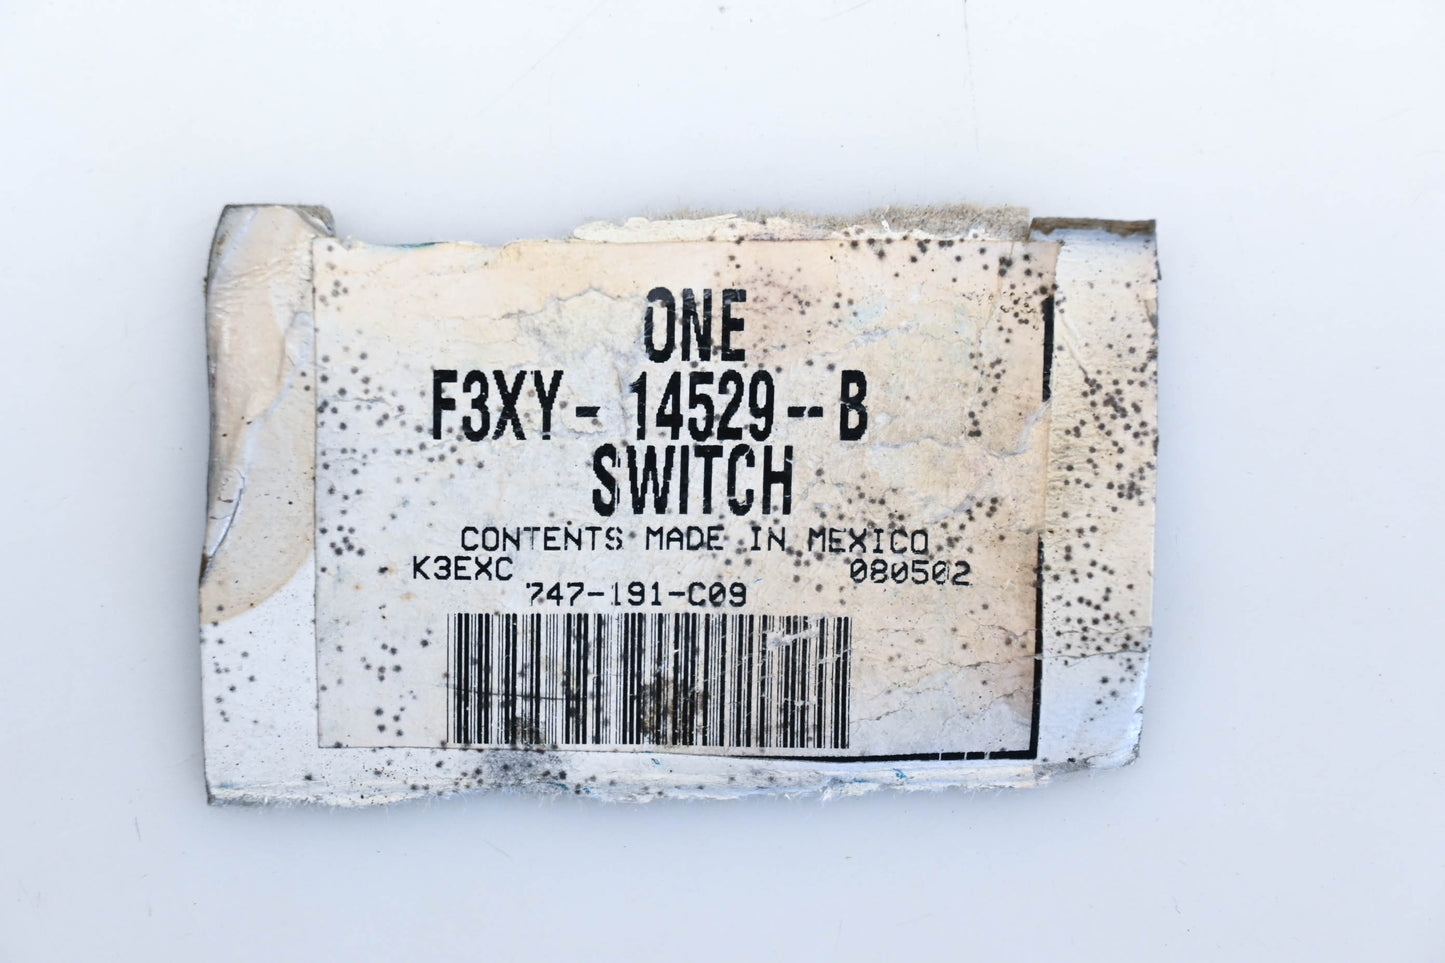 ONE
F3XY- 14529--B
SWITCH
CONTENTS MADE IN MEXICO
K3EXC 080502
747-191-C09